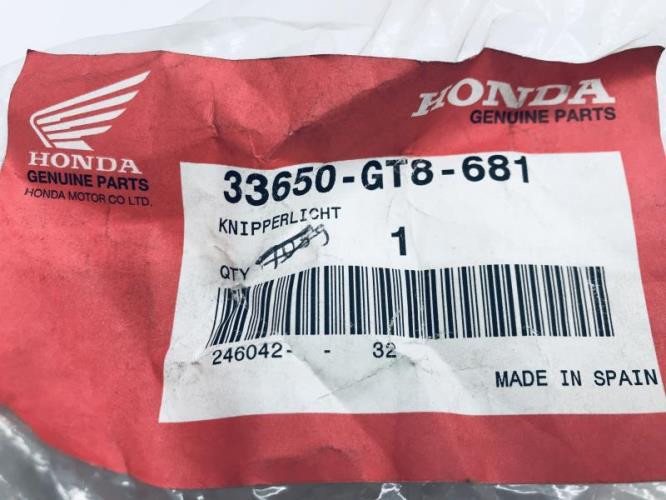 HONDA
GENUINE PARTS
HONDA MOTOR CO LTD.
HONDA
GENUINE PARTS
33650-GT8-681
KNIPPERLICHT
QTY 1
246042- - 32
MADE IN SPAIN